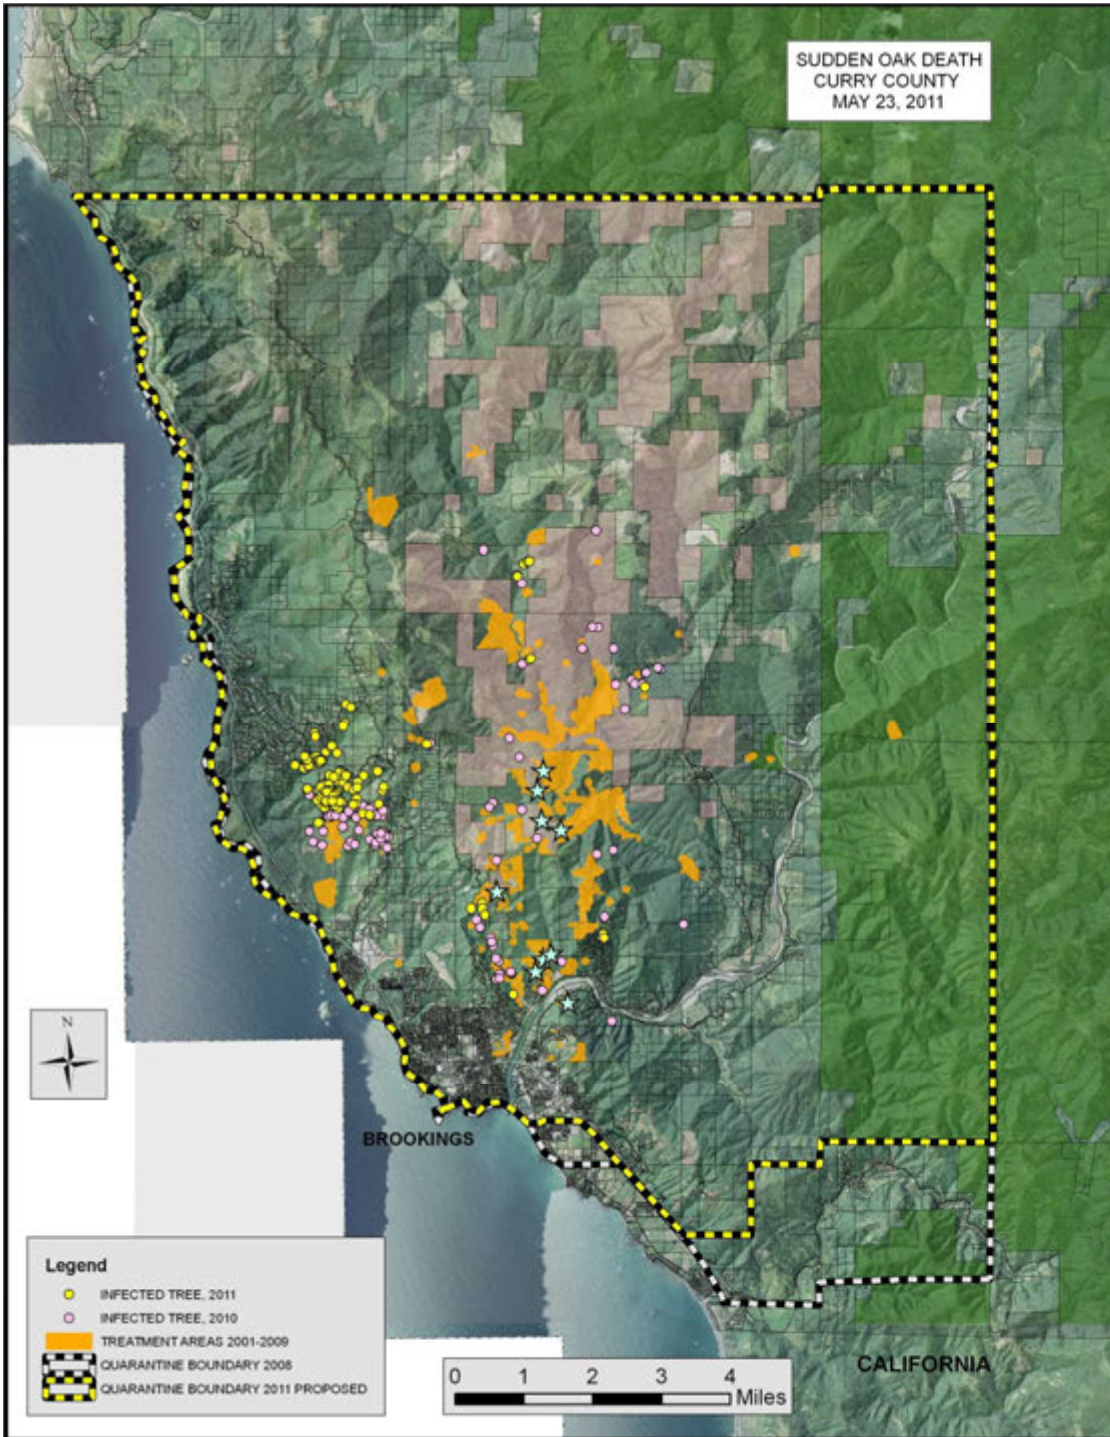 SUDDEN OAK DEATH
CURRY COUNTY
MAY 23, 2011
N
BROOKINGS
Legend
INFECTED TREE, 2011
INFECTED TREE, 2010
TREATMENT AREAS 2001-2009
QUARANTINE BOUNDARY 2008
QUARANTINE BOUNDARY 2011 PROPOSED
0 1 2 3 4
Miles
CALIFORNIA